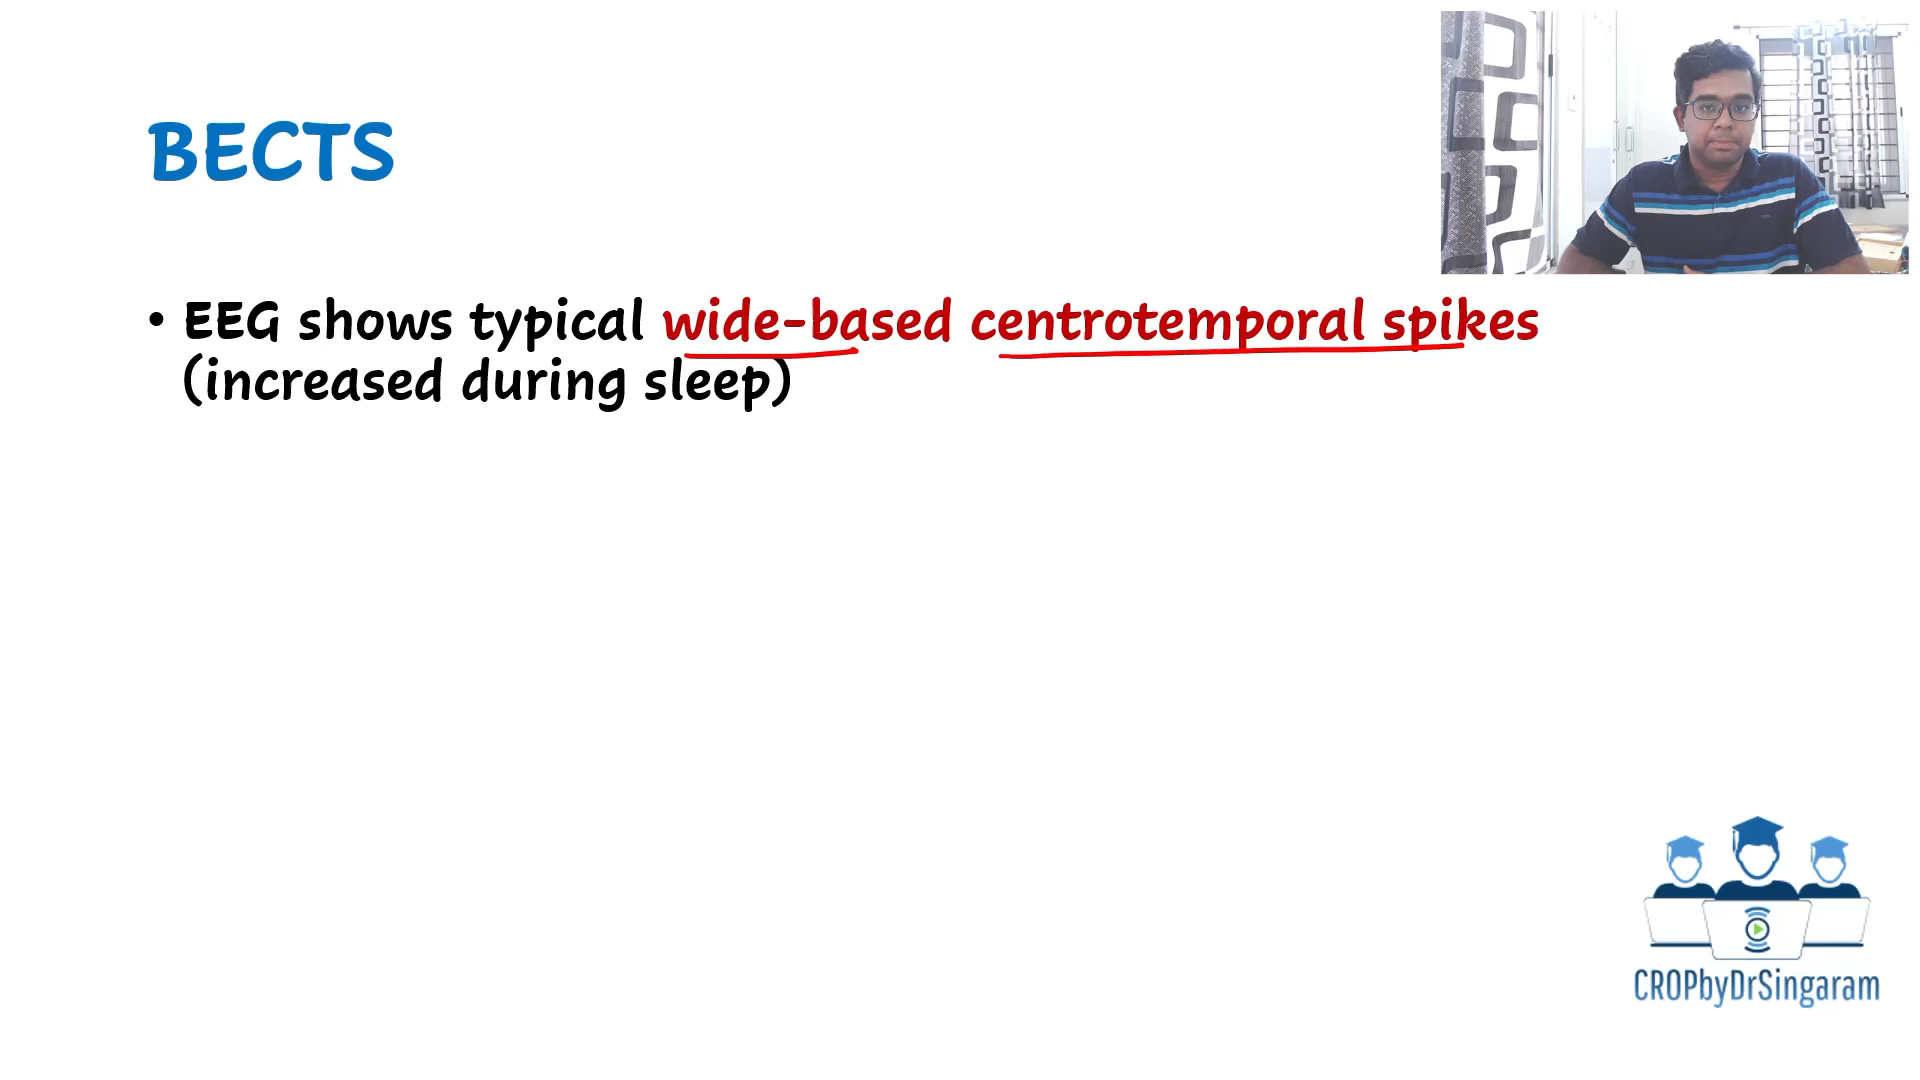 BECTS
• EEG shows typical wide-based centrotemporal spikes
(increased during sleep)
CROPbyDrSingaram